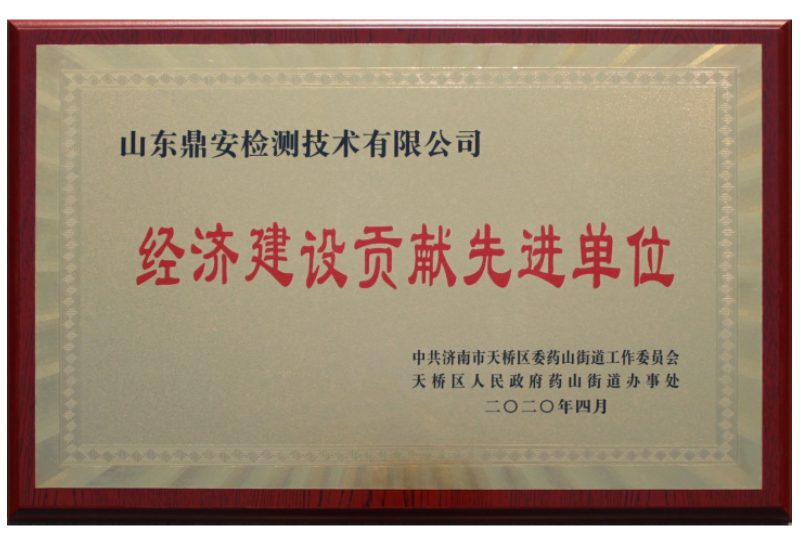 山东鼎安检测技术有限公司
经济建设贡献先进单位
中共济南市天桥区委药山街道工作委员会
天桥区人民政府药山街道办事处
二〇二〇年四月